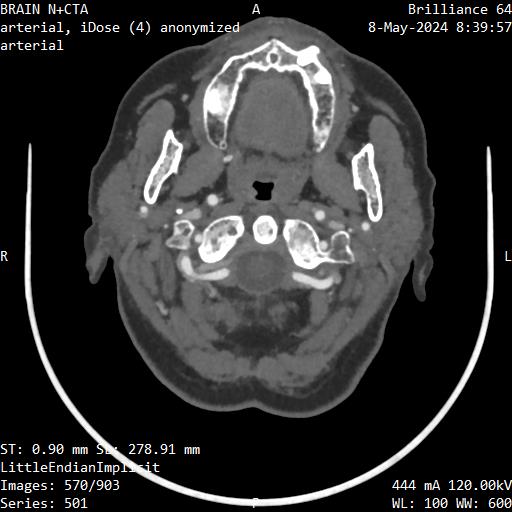 BRAIN N+CTA
A
Brilliance 64
arterial, iDose (4) anonymized
8-May-2024 8:39:57
arterial
R
L
ST: 0.90 mm SL: 278.91 mm
LittleEndianImplicit
Images: 570/903
444 mA 120.00kV
Series: 501
P
WL: 100 WW: 600